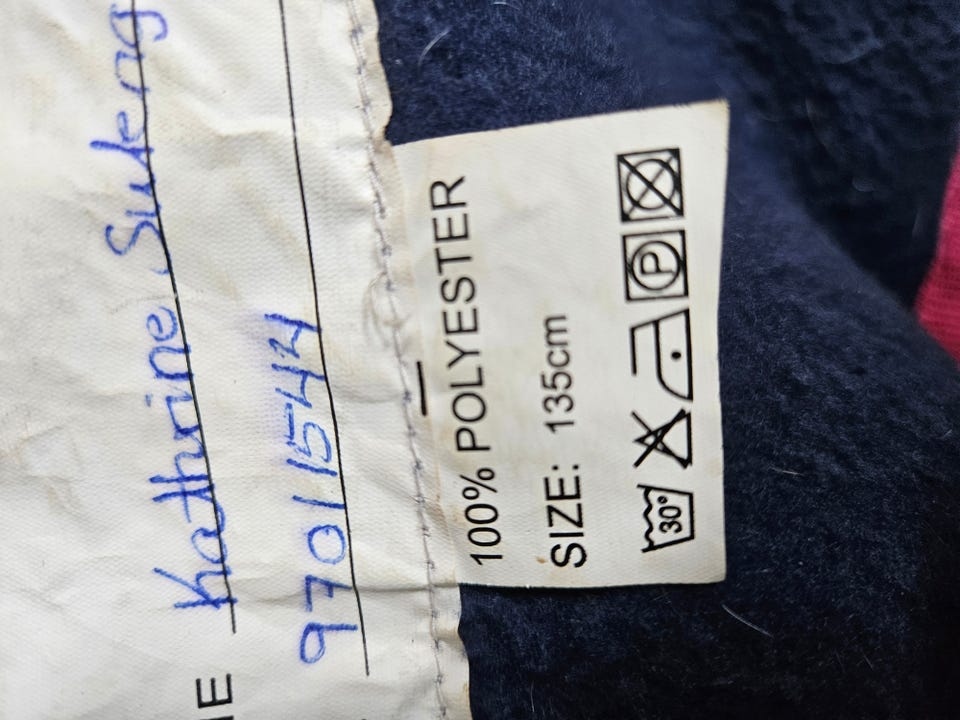 Kathrine
97011544
100% POLYESTER
SIZE: 135cm
30° P